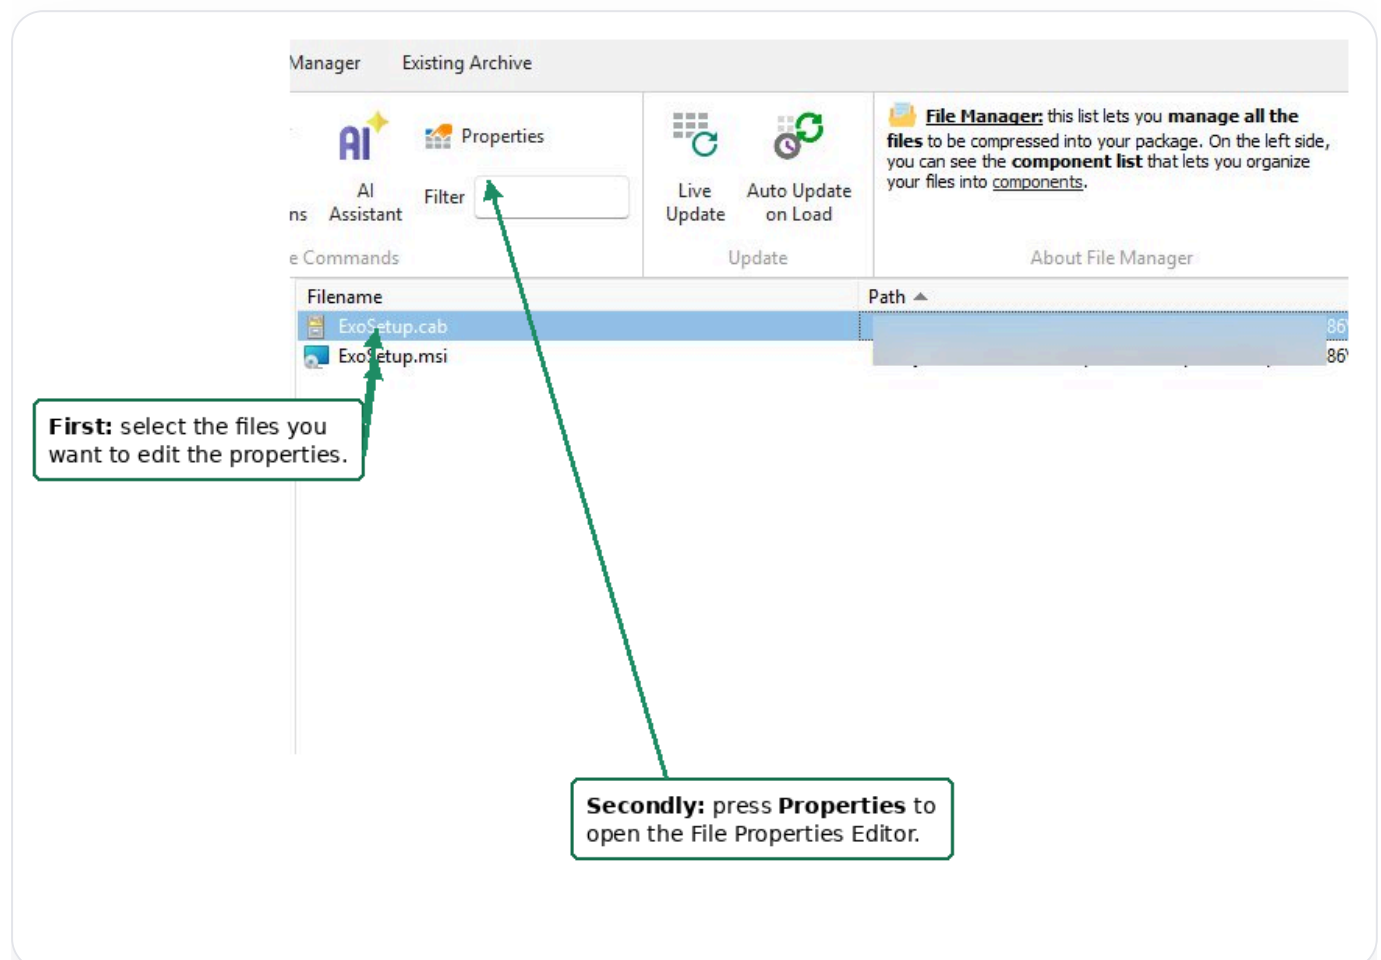 Manager Existing Archive
Properties
AI
Assistant
Filter
ns
e Commands
Live
Update
Auto Update
on Load
Update
File Manager: this list lets you manage all the
files to be compressed into your package. On the left side,
you can see the component list that lets you organize
your files into components.
About File Manager
Filename Path
ExoSetup.cab 86\
ExoSetup.msi 86\
First: select the files you
want to edit the properties.
Secondly: press Properties to
open the File Properties Editor.